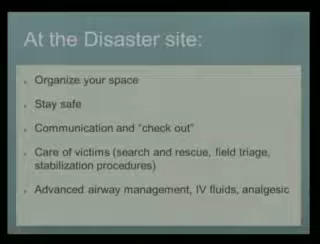 At the Disaster site:
Organize your space
Stay safe
Communication and "check out"
Care of victims (search and rescue, field triage,
stabilization procedures)
Advanced airway management, IV fluids, analgesic